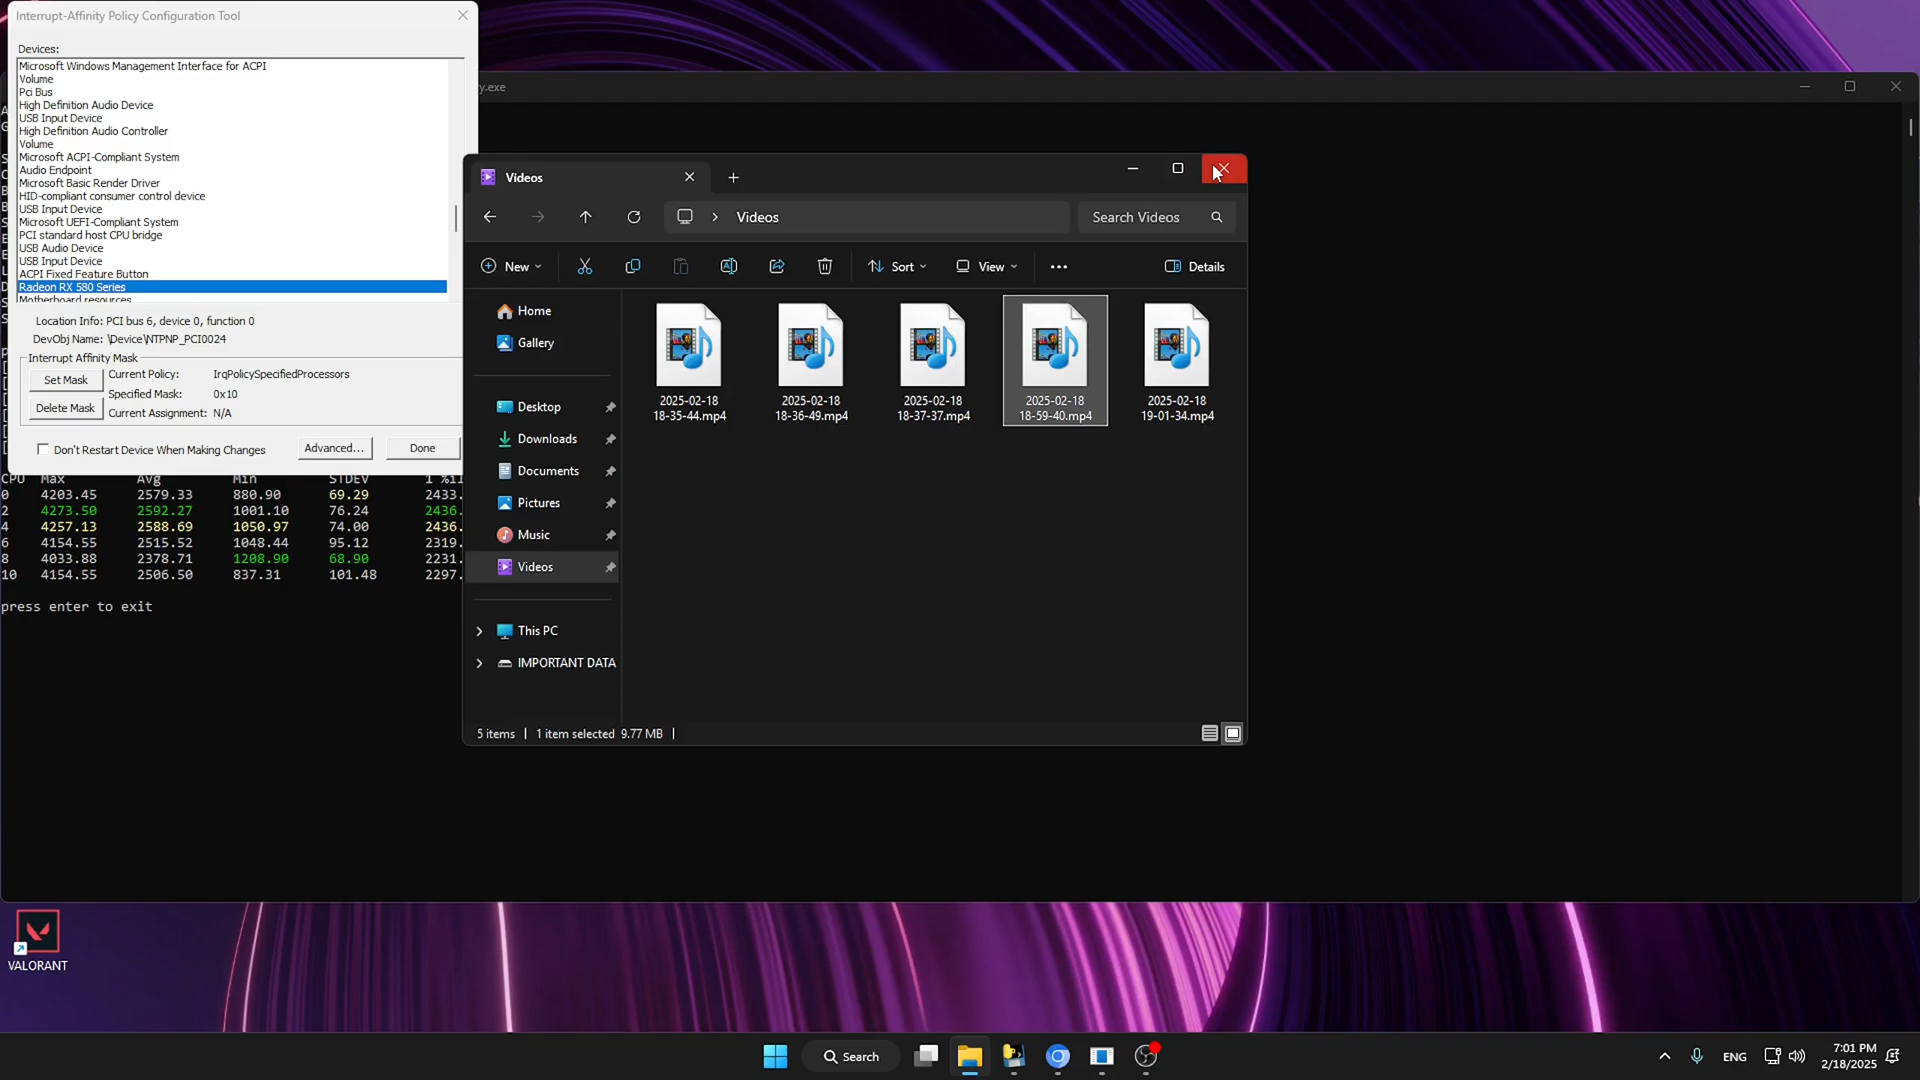 Interrupt-Affinity Policy Configuration Tool
Devices:
Microsoft Windows Management Interface for ACPI
Volume
Pci Bus
High Definition Audio Device
USB Input Device
High Definition Audio Controller
Volume
Microsoft ACPI-Compliant System
Audio Endpoint
Microsoft Basic Render Driver
HID-compliant consumer control device
USB Input Device
Microsoft UEFI-Compliant System
PCI standard host CPU bridge
USB Audio Device
USB Input Device
ACPI Fixed Feature Button
Radeon RX 580 Series
Motherboard resources
Location Info: PCI bus 6, device 0, function 0
DevObj Name: \Device\NTPNP_PCI0024
Interrupt Affinity Mask
Set Mask
Current Policy: IrqPolicySpecifiedProcessors
Specified Mask: 0x10
Delete Mask
Current Assignment: N/A
Don't Restart Device When Making Changes
Advanced...
Done
y.exe
CPU Max Avg Min STDEV 1 %il
0 4203.45 2579.33 880.90 69.29 2433.
2 4273.50 2592.27 1001.10 76.24 2436.
4 4257.13 2588.69 1050.97 74.00 2436.
6 4154.55 2515.52 1048.44 95.12 2319.
8 4033.88 2378.71 1208.90 68.90 2231.
10 4154.55 2506.50 837.31 101.48 2297.
press enter to exit
Videos
Videos
Search Videos
New
Sort
View
Details
Home
Gallery
Desktop
Downloads
Documents
Pictures
Music
Videos
This PC
IMPORTANT DATA
2025-02-18
18-35-44.mp4
2025-02-18
18-36-49.mp4
2025-02-18
18-37-37.mp4
2025-02-18
18-59-40.mp4
2025-02-18
19-01-34.mp4
5 items
1 item selected 9.77 MB
VALORANT
Search
ENG
7:01 PM
2/18/2025